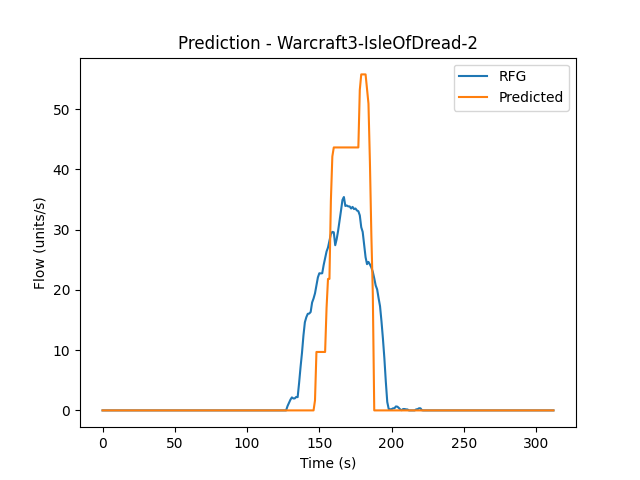 Prediction - Warcraft3-IsleOfDread-2
RFG
Predicted
Flow (units/s)
50
40
30
20
10
0
0 50 100 150 200 250 300
Time (s)